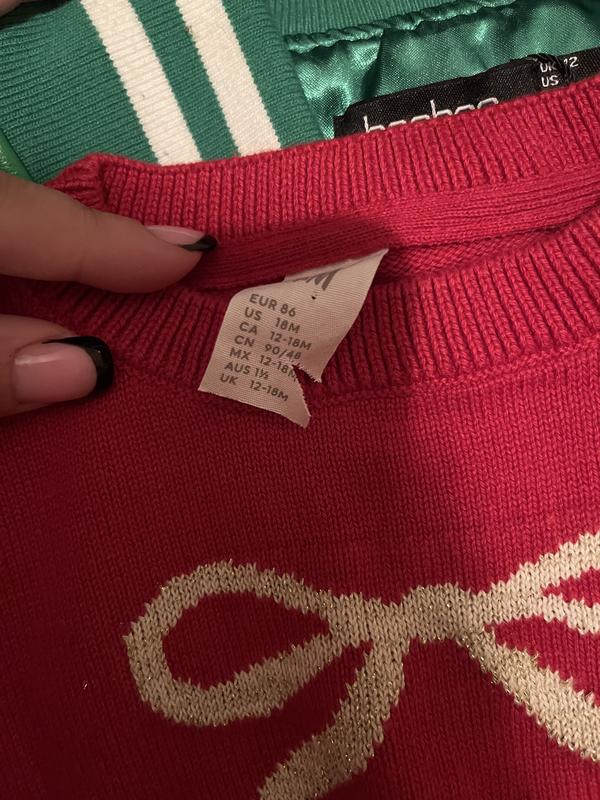 boohoo
UK 12
US
EUR 86
US 18M
CA 12-18M
CN 90/48
MX 12-18M
AUS 1½
UK 12-18M